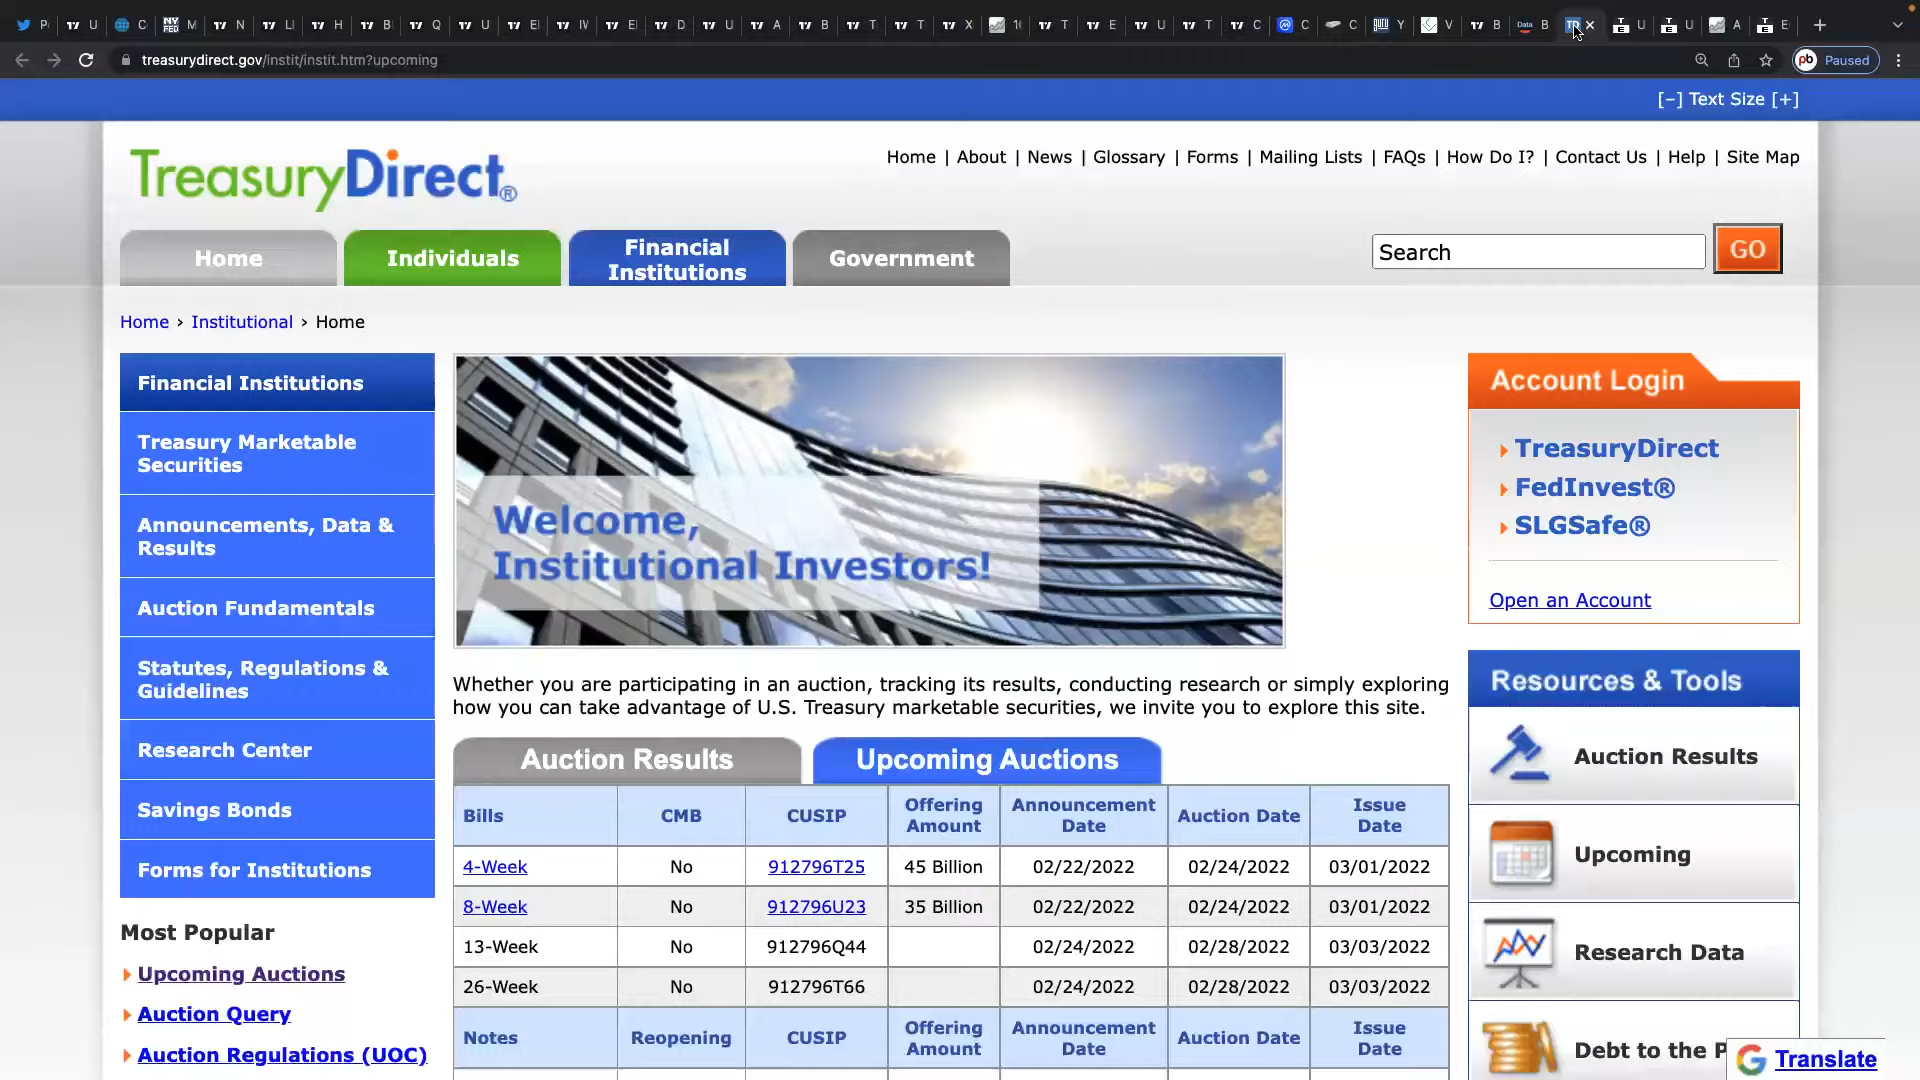 P U C NY FED M N LI H B Q U EI IV EI D U A B T T X 1( T E U T C C C Y V B Data B TD U U A E
treasurydirect.gov/instit/instit.htm?upcoming
pb Paused
[−] Text Size [+]
TreasuryDirect®
Home | About | News | Glossary | Forms | Mailing Lists | FAQs | How Do I? | Contact Us | Help | Site Map
Home
Individuals
Financial
Institutions
Government
Search
GO
Home › Institutional › Home
Financial Institutions
Treasury Marketable
Securities
Announcements, Data &
Results
Auction Fundamentals
Statutes, Regulations &
Guidelines
Research Center
Savings Bonds
Forms for Institutions
Most Popular
Upcoming Auctions
Auction Query
Auction Regulations (UOC)
Welcome,
Institutional Investors!
Whether you are participating in an auction, tracking its results, conducting research or simply exploring
how you can take advantage of U.S. Treasury marketable securities, we invite you to explore this site.
Auction Results
Upcoming Auctions
Bills CMB CUSIP Offering Amount Announcement Date Auction Date Issue Date
4-Week No 912796T25 45 Billion 02/22/2022 02/24/2022 03/01/2022
8-Week No 912796U23 35 Billion 02/22/2022 02/24/2022 03/01/2022
13-Week No 912796Q44 02/24/2022 02/28/2022 03/03/2022
26-Week No 912796T66 02/24/2022 02/28/2022 03/03/2022
Notes Reopening CUSIP Offering Amount Announcement Date Auction Date Issue Date
Account Login
TreasuryDirect
FedInvest®
SLGSafe®
Open an Account
Resources & Tools
Auction Results
Upcoming
Research Data
Debt to the P
Translate